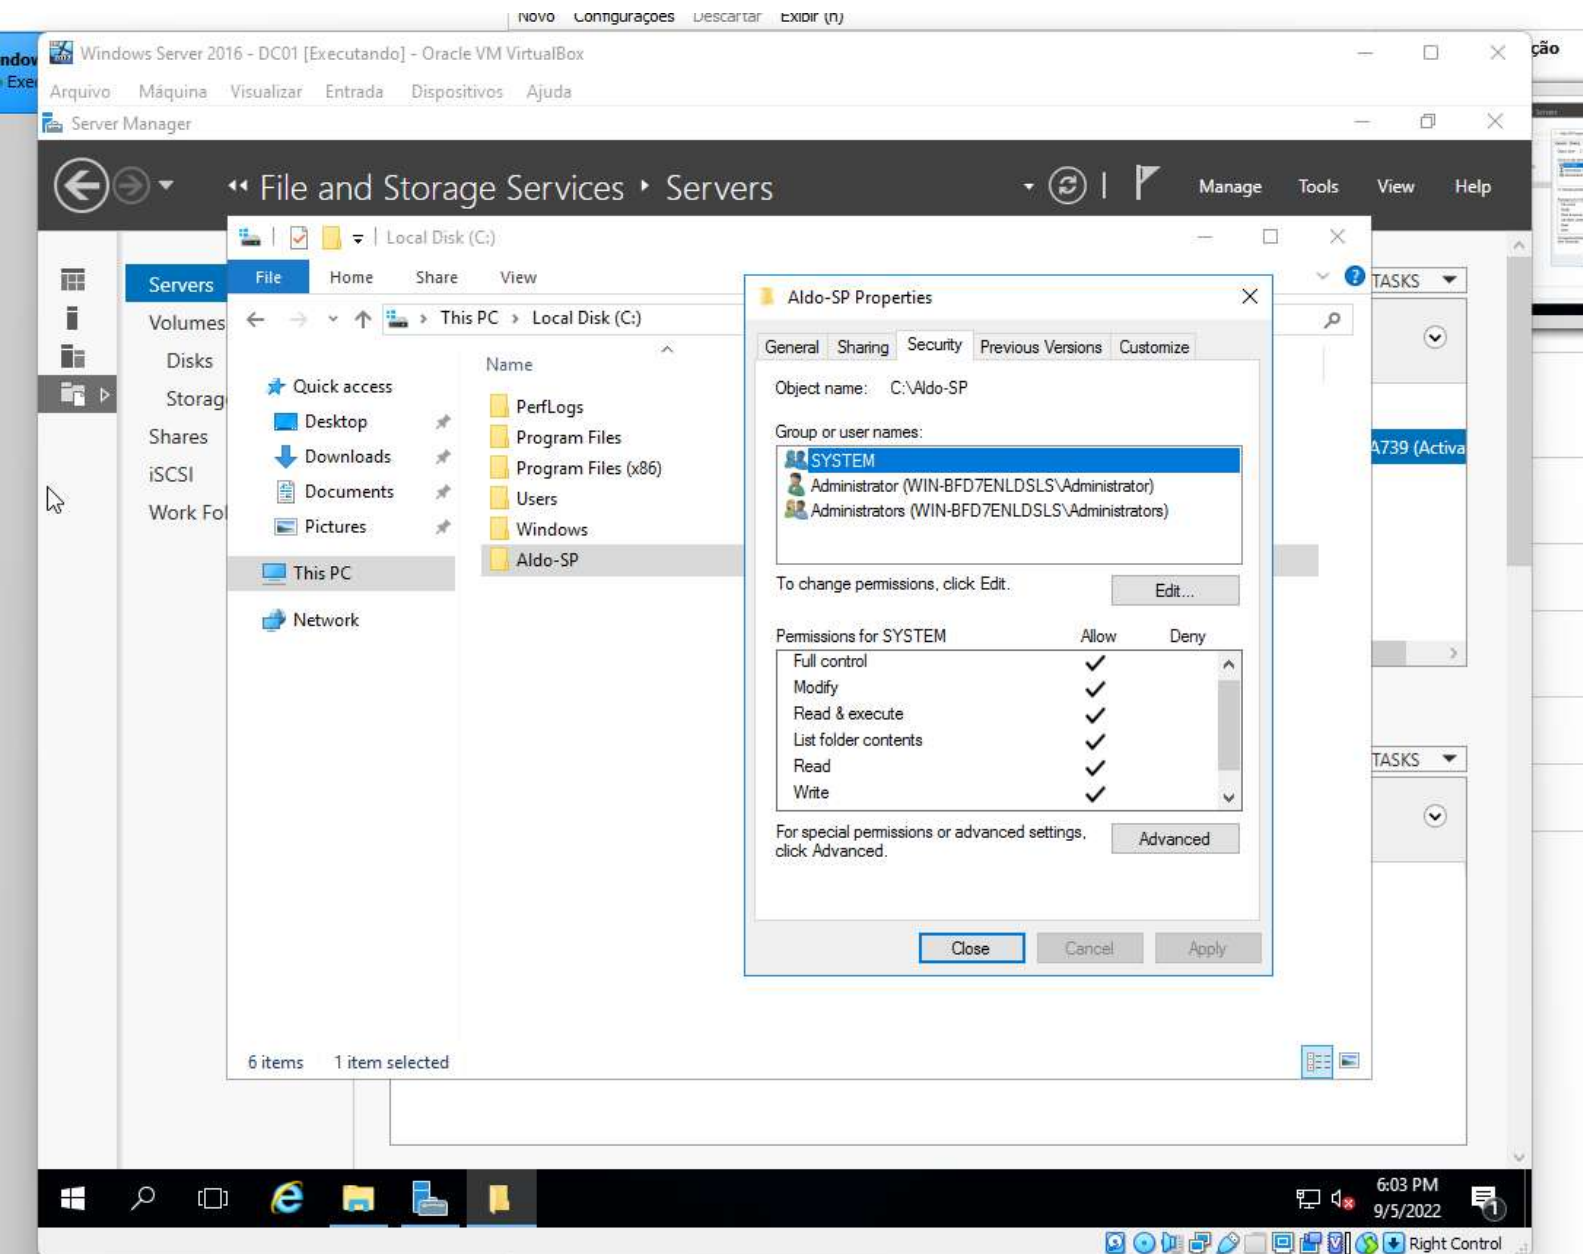 Novo Configurações Descartar Exibir (h)
ção
Windows Server 2016 - DC01 [Executando] - Oracle VM VirtualBox
Arquivo Máquina Visualizar Entrada Dispositivos Ajuda
Server Manager
File and Storage Services Servers
Manage Tools View Help
Local Disk (C:)
File Home Share View
TASKS
This PC > Local Disk (C:)
Servers
Volumes
Disks
Storag
Shares
iSCSI
Work Fol
Quick access
Desktop
Downloads
Documents
Pictures
This PC
Network
Name
PerfLogs
Program Files
Program Files (x86)
Users
Windows
Aldo-SP
6 items 1 item selected
Aldo-SP Properties
General Sharing Security Previous Versions Customize
Object name: C:\Aldo-SP
Group or user names:
SYSTEM
Administrator (WIN-BFD7ENLDSLS\Administrator)
Administrators (WIN-BFD7ENLDSLS\Administrators)
To change permissions, click Edit.
Edit...
Permissions for SYSTEM Allow Deny
Full control
Modify
Read & execute
List folder contents
Read
Write
For special permissions or advanced settings,
click Advanced.
Advanced
Close Cancel Apply
A739 (Activa
TASKS
6:03 PM
9/5/2022
1
Right Control